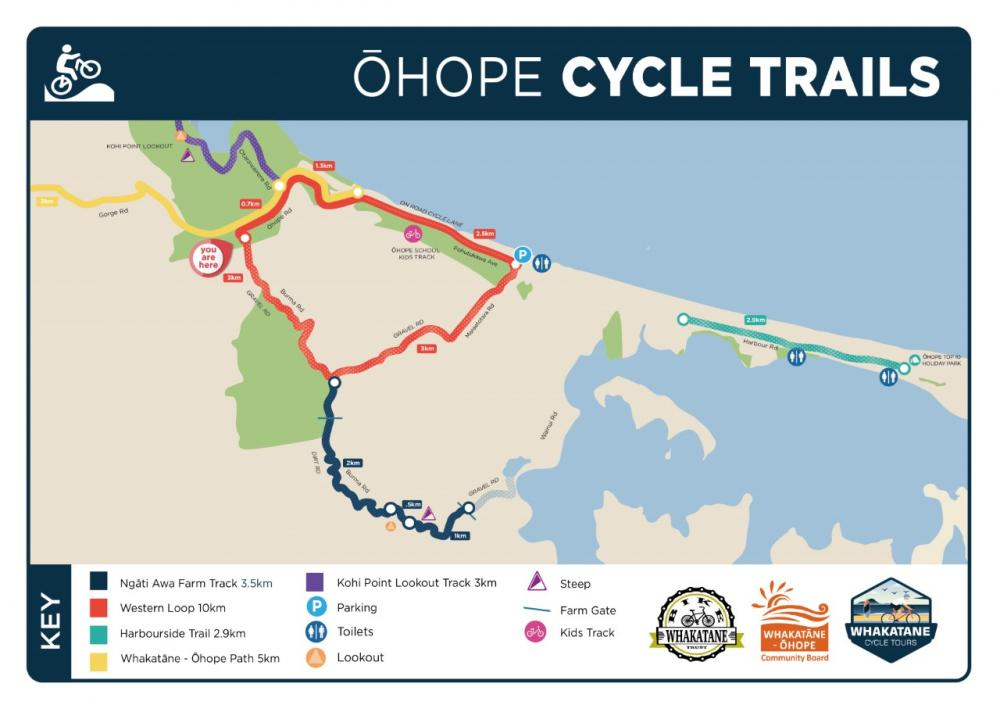 ŌHOPE CYCLE TRAILS
KOHI POINT LOOKOUT
Otarawairere Rd
1.3km
3km
Gorge Rd
0.7km
Ōhope Rd
ON ROAD CYCLE LANE
2.5km
ŌHOPE SCHOOL
KIDS TRACK
Pohutukawa Ave
P
you
are
here
3km
GRAVEL RD
Burma Rd
GRAVEL RD
Maraetotara Rd
3km
2.9km
Harbour Rd
ŌHOPE TOP 10
HOLIDAY PARK
Wainui Rd
DIRT RD
2km
Burma Rd
.5km
GRAVEL RD
1km
KEY
Ngāti Awa Farm Track 3.5km
Western Loop 10km
Harbourside Trail 2.9km
Whakatāne - Ōhope Path 5km
Kohi Point Lookout Track 3km
P
Parking
Toilets
Lookout
Steep
Farm Gate
Kids Track
BIKE
WHAKATANE
TRUST
WHAKATĀNE
- ŌHOPE
Community Board
WHAKATANE
CYCLE TOURS